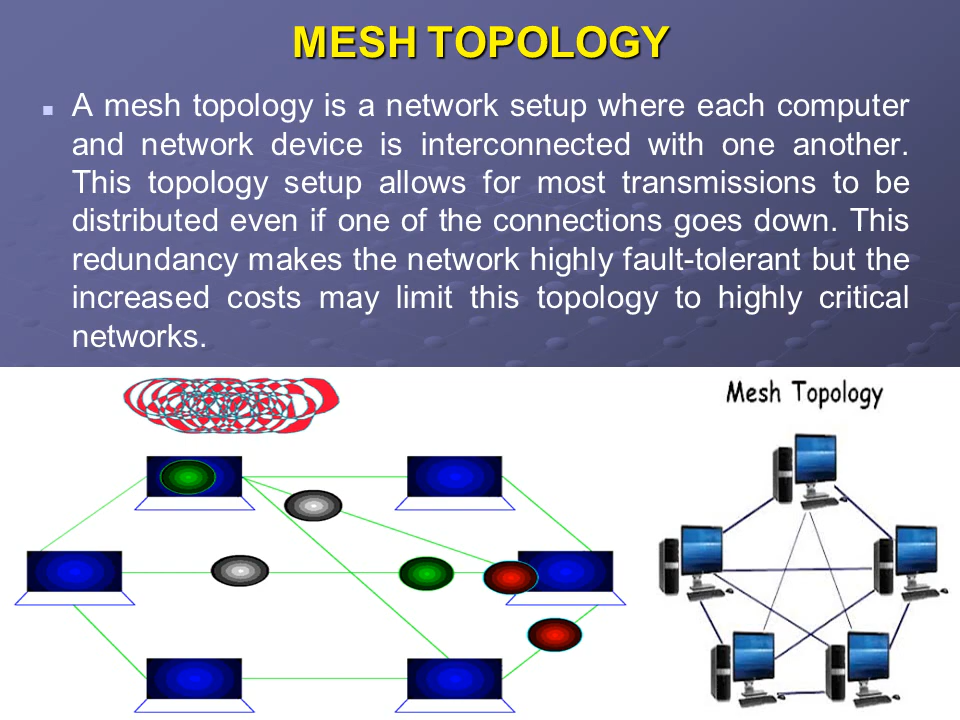 MESH TOPOLOGY
A mesh topology is a network setup where each computer
and network device is interconnected with one another.
This topology setup allows for most transmissions to be
distributed even if one of the connections goes down. This
redundancy makes the network highly fault-tolerant but the
increased costs may limit this topology to highly critical
networks.
Mesh Topology